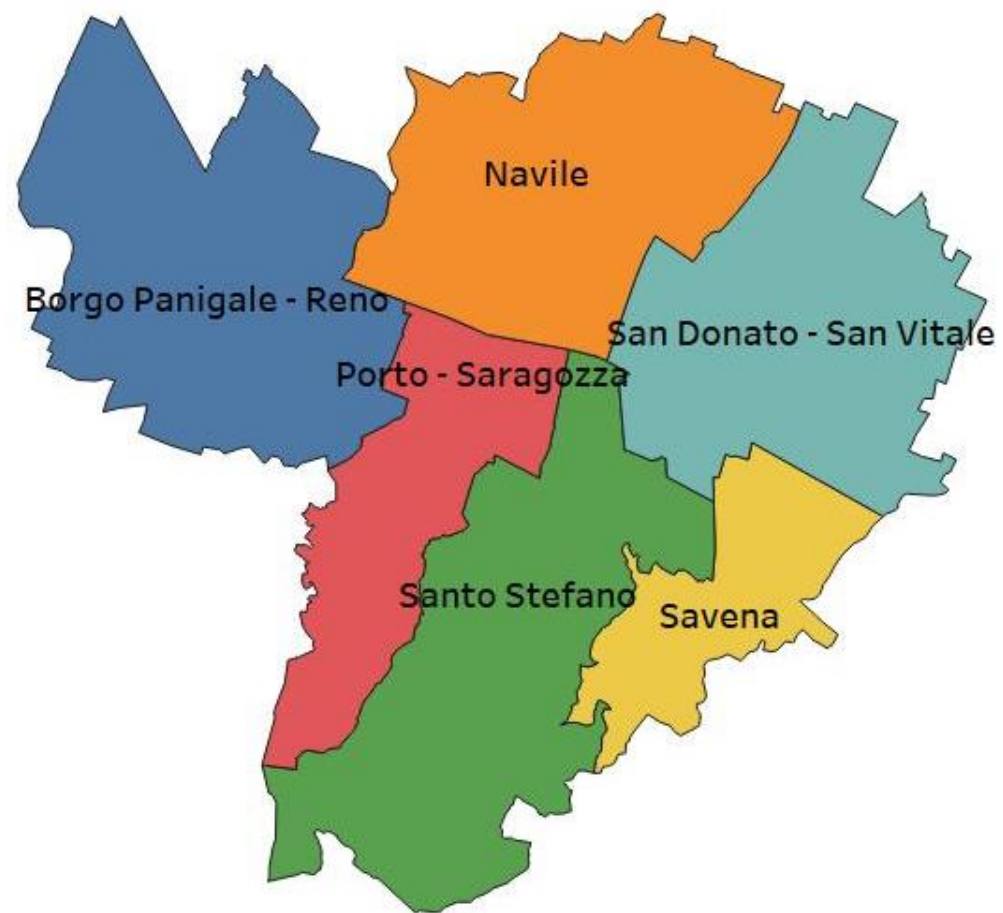 Navile
Borgo Panigale - Reno
San Donato - San Vitale
Porto - Saragozza
Santo Stefano
Savena